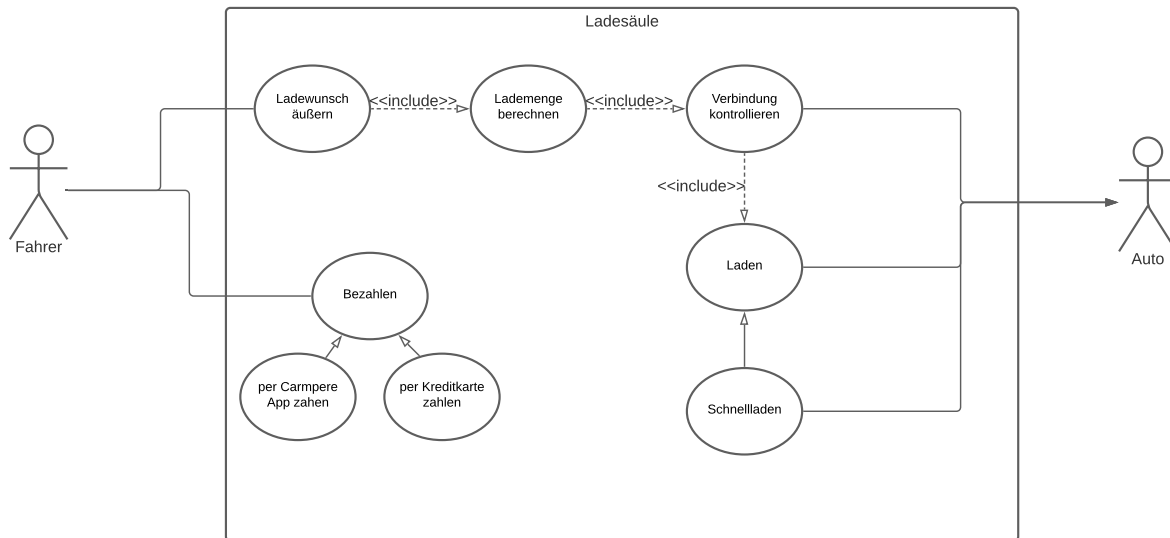 Ladesäule
Ladewunsch
äußern
<<include>>
Lademenge
berechnen
<<include>>
Verbindung
kontrollieren
<<include>>
Fahrer
Auto
Laden
Bezahlen
per Carmpere
App zahen
per Kreditkarte
zahlen
Schnellladen